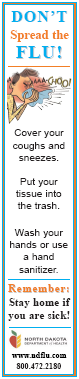 DON'T
Spread the
FLU!
AH-CHOO!
Cover your
coughs and
sneezes.
Put your
tissue into
the trash.
Wash your
hands or use
a hand
sanitizer.
Remember:
Stay home if
you are sick!
NORTH DAKOTA
DEPARTMENT of HEALTH
www.ndflu.com
800.472.2180